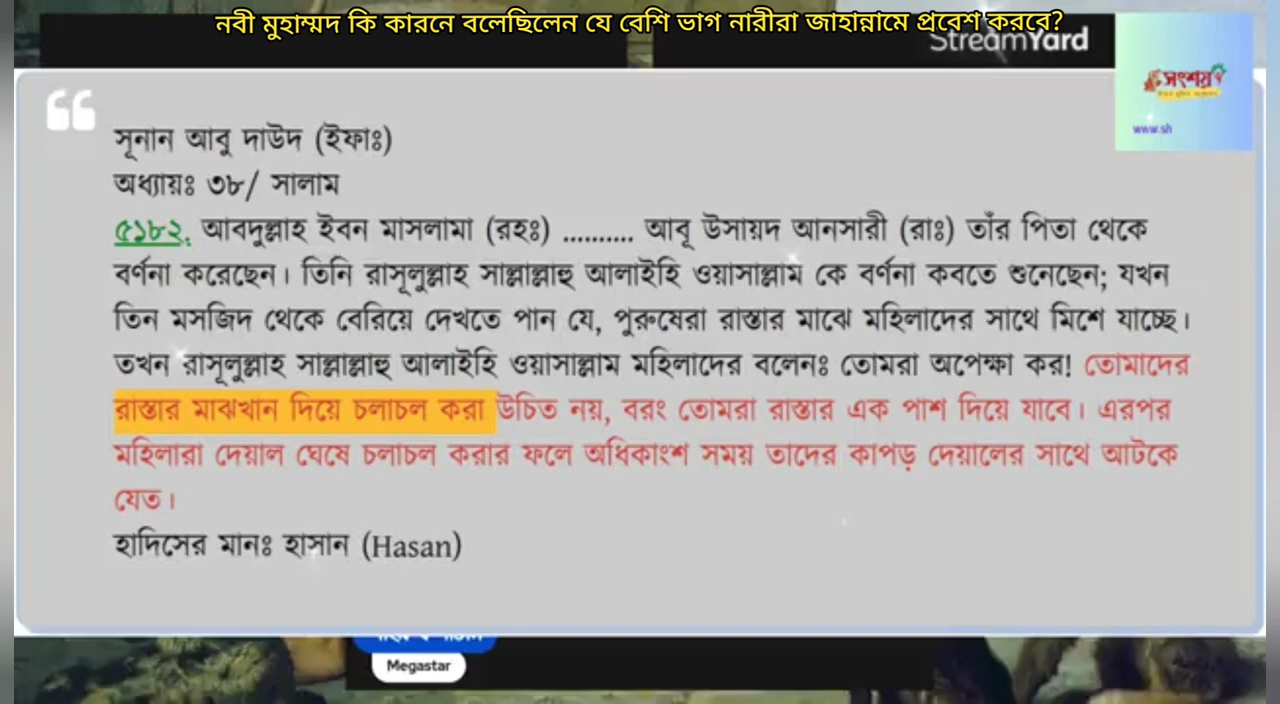 নবী মুহাম্মদ কি কারনে বলেছিলেন যে বেশি ভাগ নারীরা জাহান্নামে প্রবেশ করবে?
StreamYard
সংশয়
www.sh
সূনান আবু দাউদ (ইফাঃ)
অধ্যায়ঃ ৩৮/ সালাম
৫১৮২. আবদুল্লাহ ইবন মাসলামা (রহঃ) .......... আবূ উসায়দ আনসারী (রাঃ) তাঁর পিতা থেকে
বর্ণনা করেছেন। তিনি রাসূলুল্লাহ সাল্লাল্লাহু আলাইহি ওয়াসাল্লাম কে বর্ণনা কবতে শুনেছেন; যখন
তিন মসজিদ থেকে বেরিয়ে দেখতে পান যে, পুরুষেরা রাস্তার মাঝে মহিলাদের সাথে মিশে যাচ্ছে।
তখন রাসূলুল্লাহ সাল্লাল্লাহু আলাইহি ওয়াসাল্লাম মহিলাদের বলেনঃ তোমরা অপেক্ষা কর! তোমাদের
রাস্তার মাঝখান দিয়ে চলাচল করা উচিত নয়, বরং তোমরা রাস্তার এক পাশ দিয়ে যাবে। এরপর
মহিলারা দেয়াল ঘেষে চলাচল করার ফলে অধিকাংশ সময় তাদের কাপড় দেয়ালের সাথে আটকে
যেত।
হাদিসের মানঃ হাসান (Hasan)
Megastar